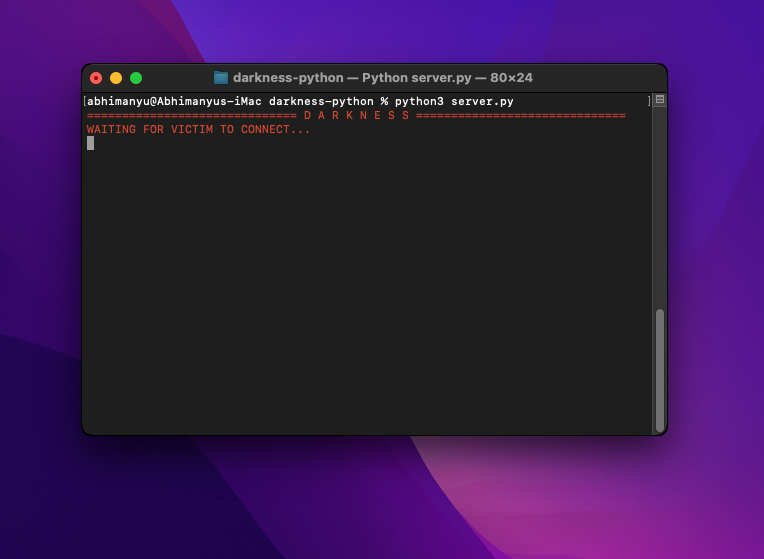 darkness-python — Python server.py — 80×24
[abhimanyu@Abhimanyus-iMac darkness-python % python3 server.py ]
============================== D A R K N E S S ==============================
WAITING FOR VICTIM TO CONNECT...